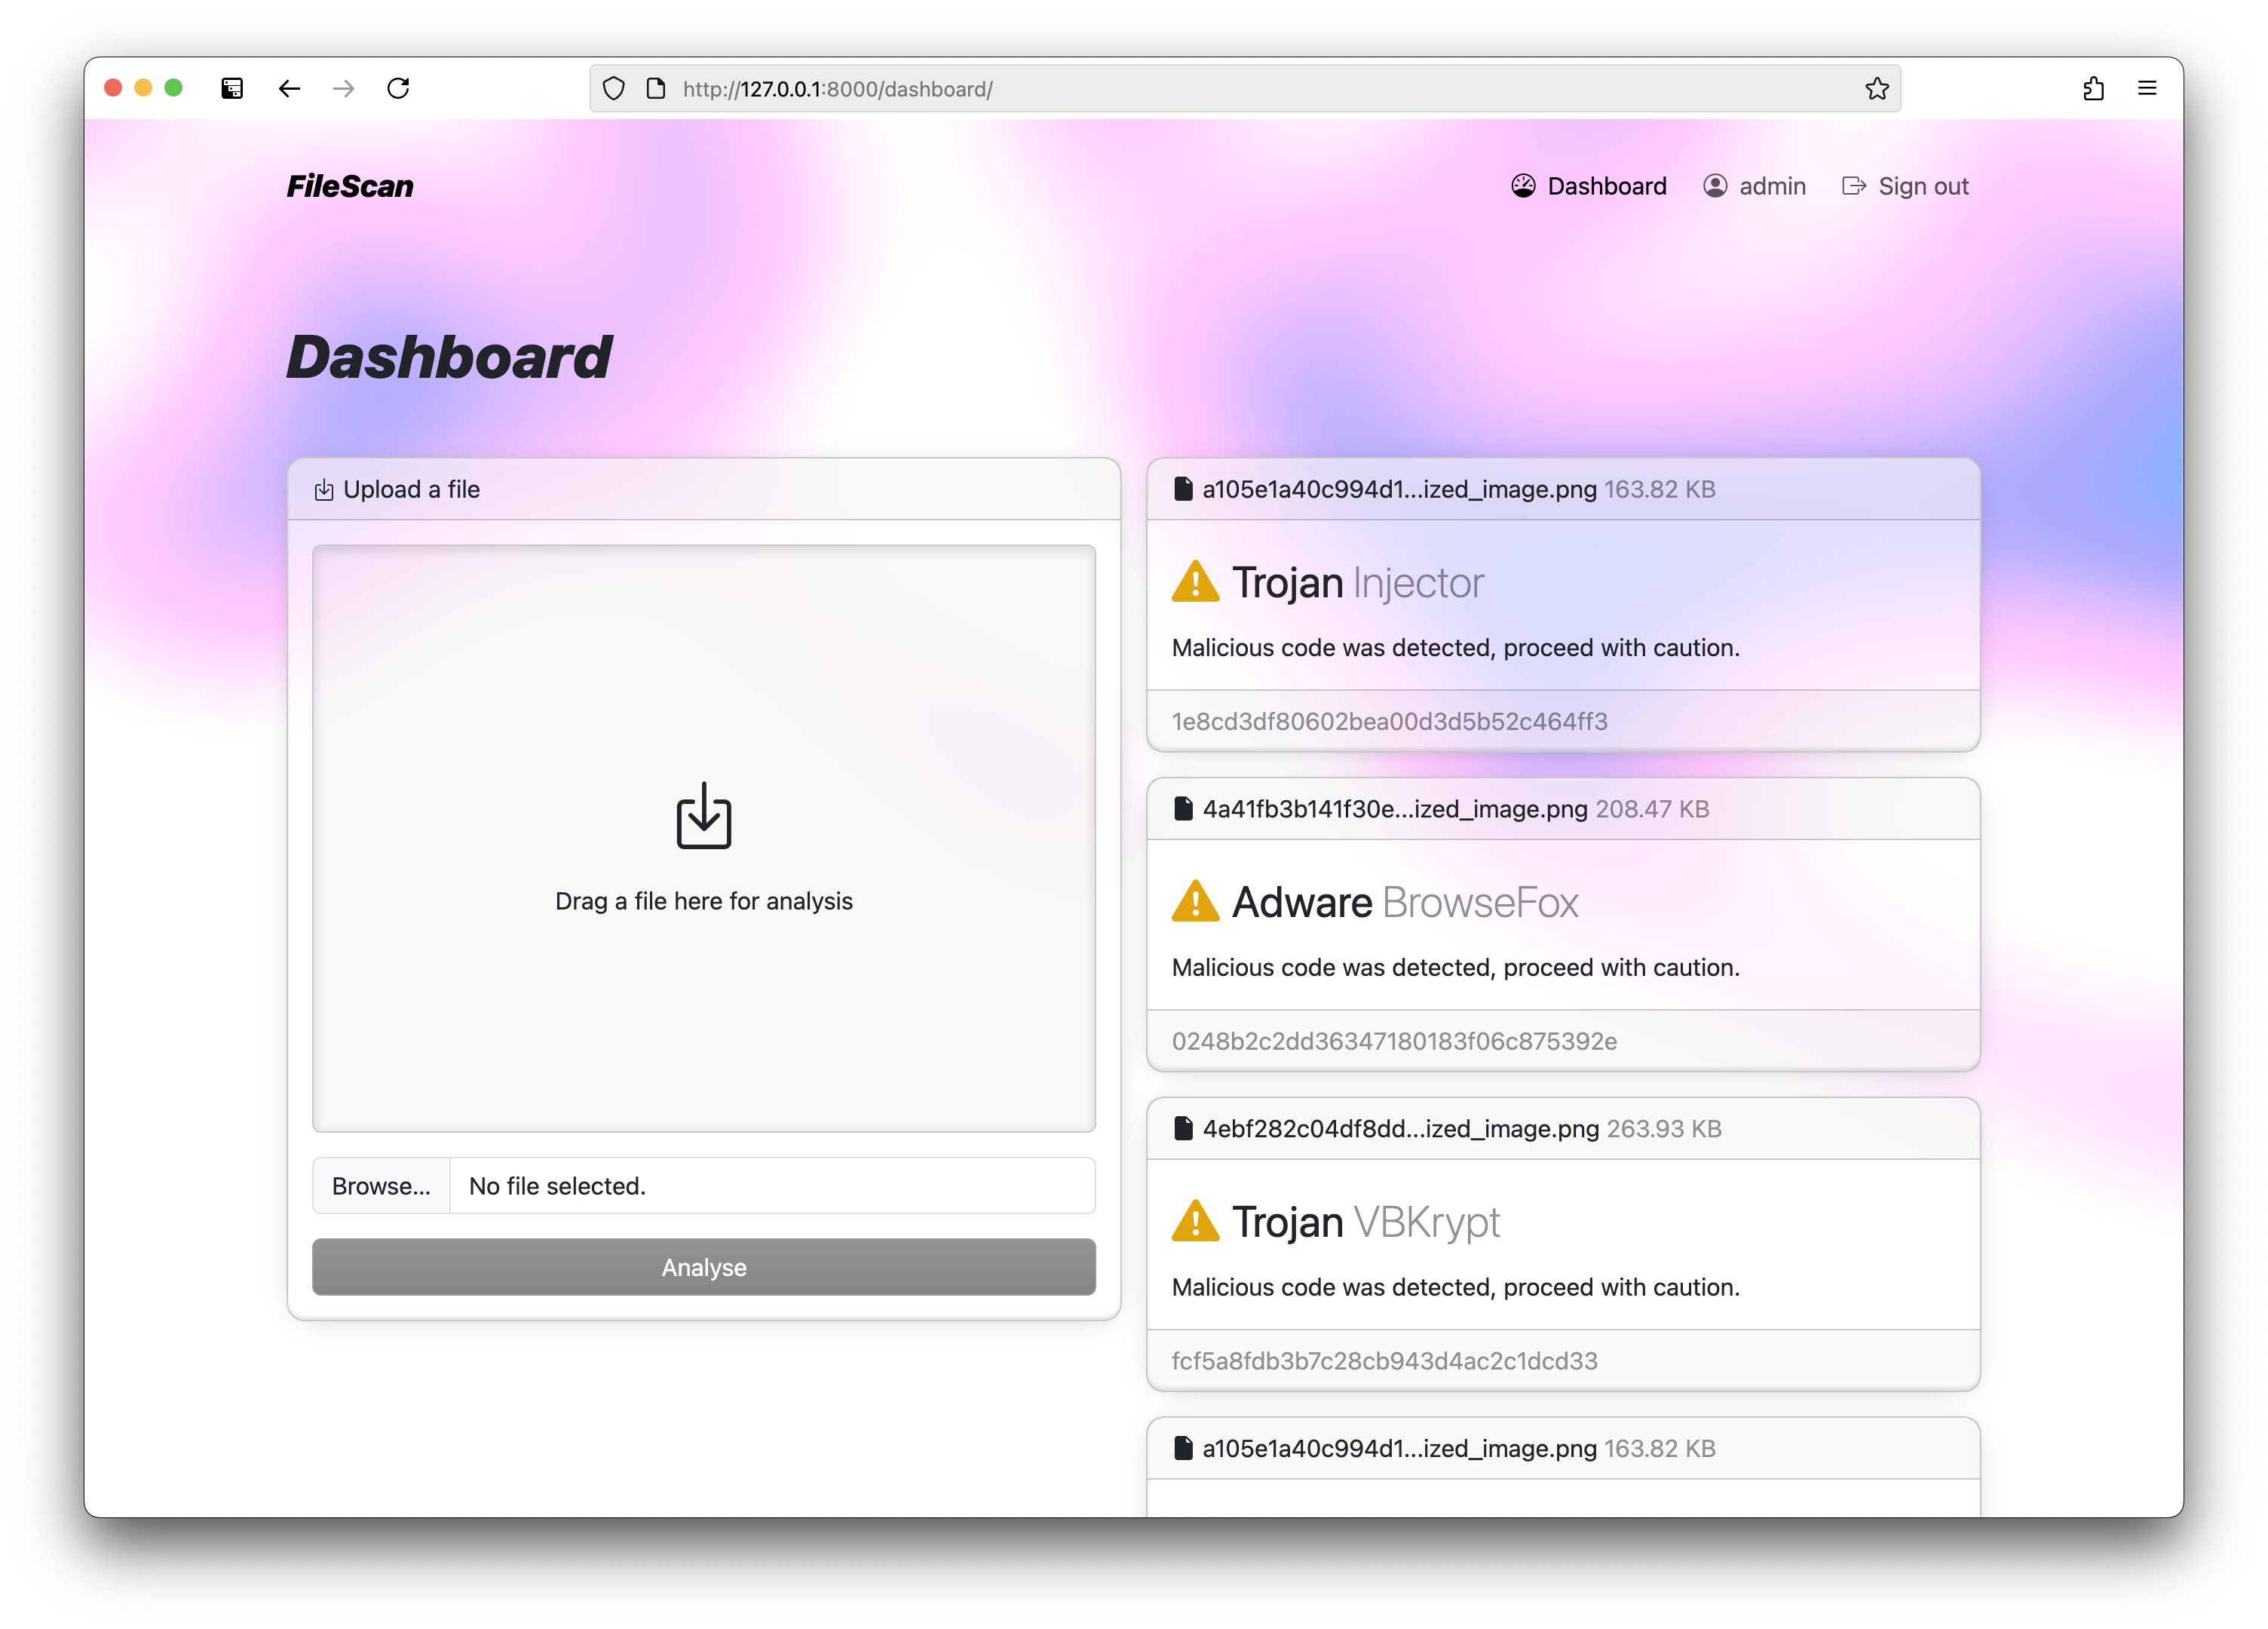 http://127.0.0.1:8000/dashboard/
FileScan
Dashboard
admin
Sign out
Dashboard
Upload a file
Drag a file here for analysis
Browse... No file selected.
Analyse
a105e1a40c994d1...ized_image.png 163.82 KB
Trojan Injector
Malicious code was detected, proceed with caution.
1e8cd3df80602bea00d3d5b52c464ff3
4a41fb3b141f30e...ized_image.png 208.47 KB
Adware BrowseFox
Malicious code was detected, proceed with caution.
0248b2c2dd36347180183f06c875392e
4ebf282c04df8dd...ized_image.png 263.93 KB
Trojan VBKrypt
Malicious code was detected, proceed with caution.
fcf5a8fdb3b7c28cb943d4ac2c1dcd33
a105e1a40c994d1...ized_image.png 163.82 KB